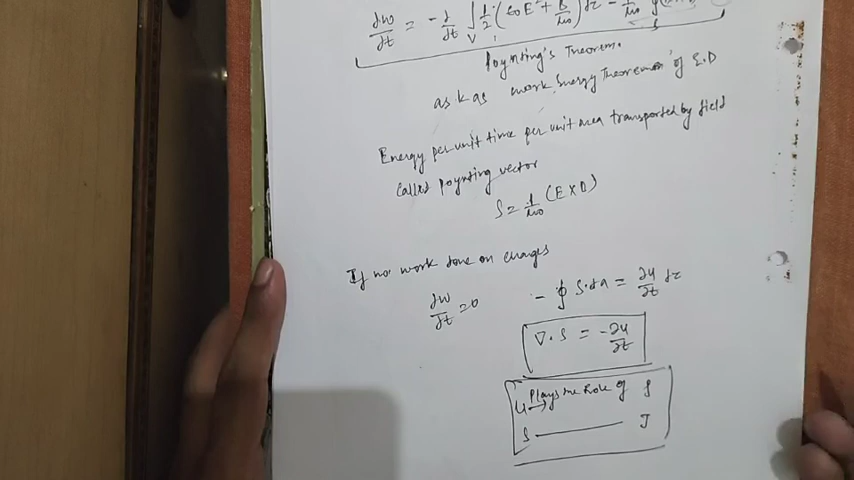 dw/dt = - d/dt ∫V 1/2 (ε0E² + B²/μ0) dτ - 1/μ0 ∮
Poynting's Theorem.
as k as work Energy Theorem of E.D
Energy per unit time per unit area transported by field
called poynting vector
S = 1/μ0 (E X B)
If no work done on charges
dw/dt = 0 - ∮ S.da = ∂u/∂t dτ
∇.S = - ∂u/∂t
u → Plays the Role of ρ
S —— J